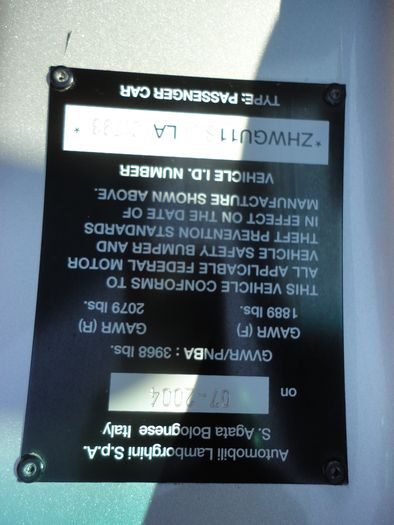 Automobili Lamborghini S.p.A.
S. Agata Bolognese Italy
on 07-2004
GVWR/PNBA : 3968 lbs.
GAWR (F) GAWR (R)
1889 lbs. 2079 lbs.
THIS VEHICLE CONFORMS TO
ALL APPLICABLE FEDERAL MOTOR
VEHICLE SAFETY BUMPER AND
THEFT PREVENTION STANDARDS
IN EFFECT ON THE DATE OF
MANUFACTURE SHOWN ABOVE.
VEHICLE I.D. NUMBER
LA
TYPE: PASSENGER CAR